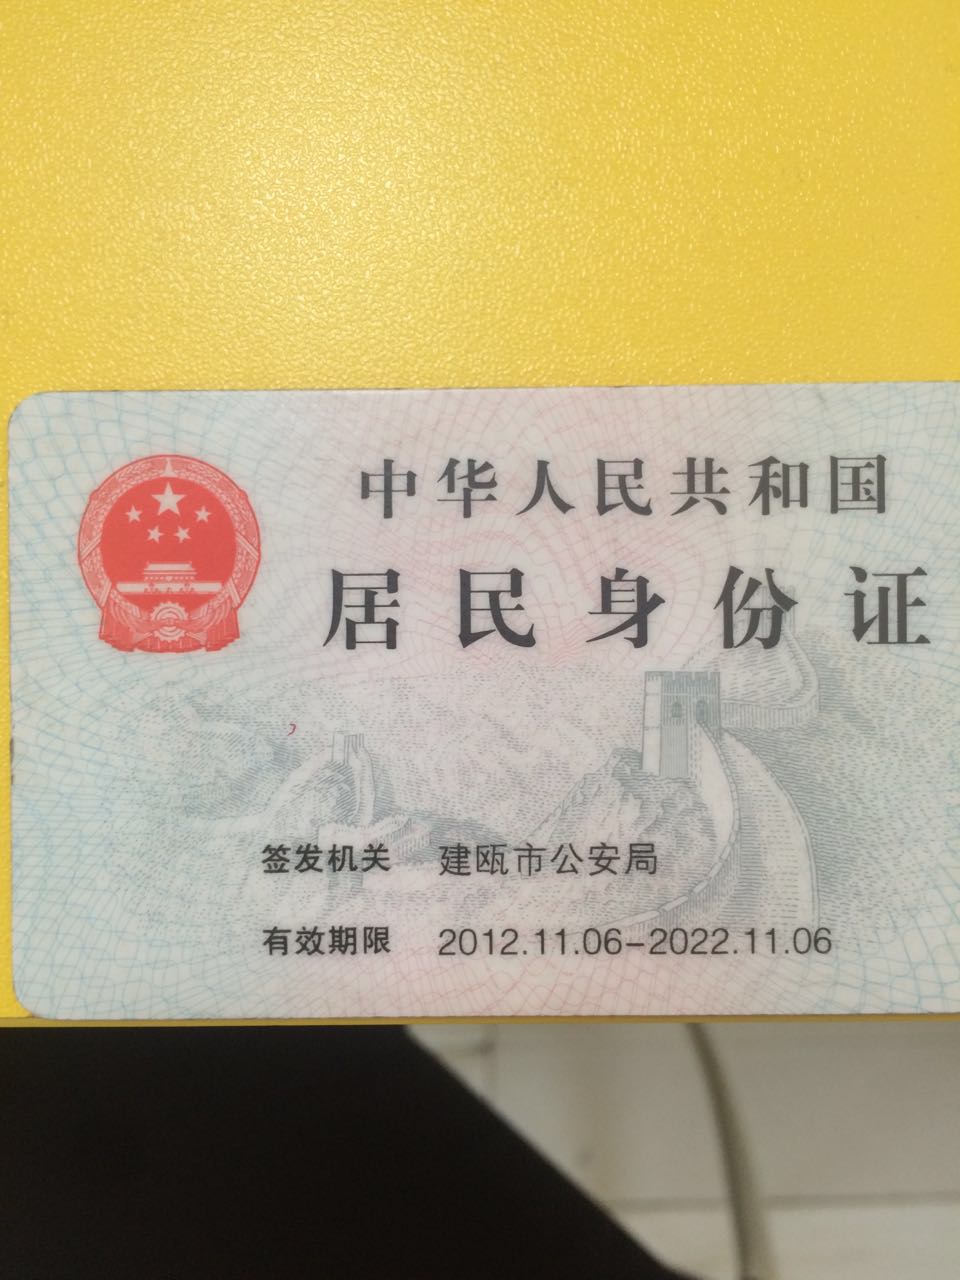 中华人民共和国
居民身份证
签发机关 建瓯市公安局
有效期限 2012.11.06-2022.11.06